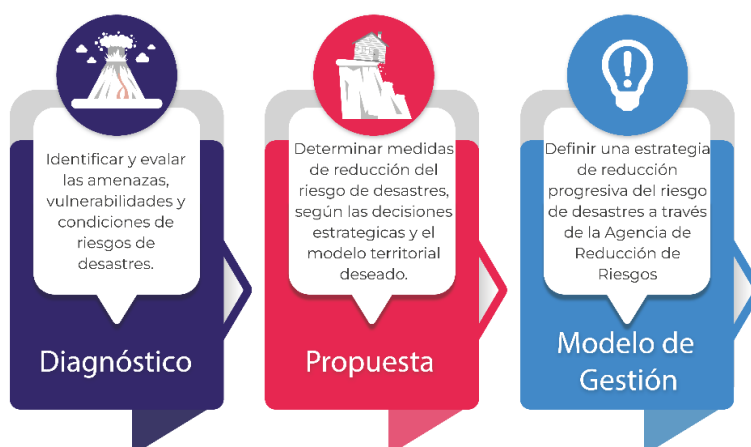 Identificar y evalar
las amenazas,
vulnerabilidades y
condiciones de
riesgos de
desastres.
Diagnóstico
Determinar medidas
de reducción del
riesgo de desastres,
según las decisiones
estrategicas y el
modelo territorial
deseado.
Propuesta
Definir una estrategia
de reducción
progresiva del riesgo
de desastres a través
de la Agencia de
Reducción de
Riesgos
Modelo de
Gestión